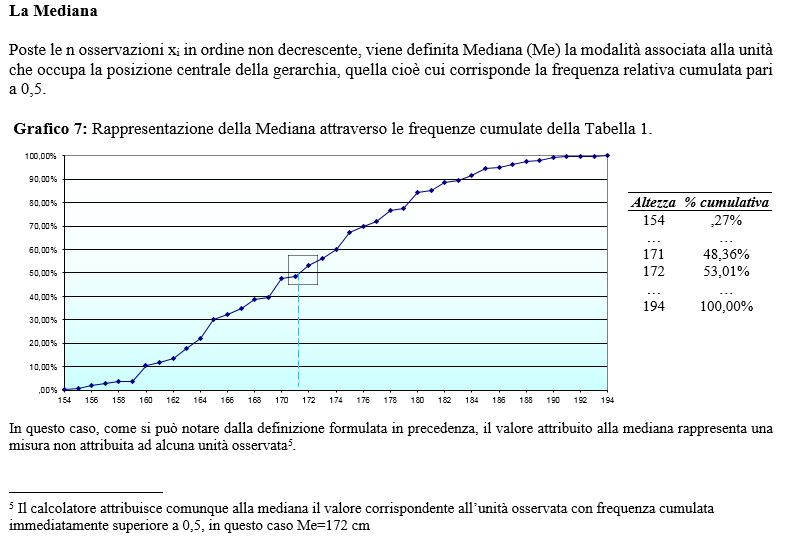 La Mediana
Poste le n osservazioni xi in ordine non decrescente, viene definita Mediana (Me) la modalità associata alla unità
che occupa la posizione centrale della gerarchia, quella cioè cui corrisponde la frequenza relativa cumulata pari
a 0,5.
Grafico 7: Rappresentazione della Mediana attraverso le frequenze cumulate della Tabella 1.
100,00%
90,00%
80,00%
70,00%
60,00%
50,00%
40,00%
30,00%
20,00%
10,00%
,00%
154 156 158 160 162 164 166 168 170 172 174 176 178 180 182 184 186 188 190 192 194
Altezza % cumulativa
154 ,27%
... ...
171 48,36%
172 53,01%
... ...
194 100,00%
In questo caso, come si può notare dalla definizione formulata in precedenza, il valore attribuito alla mediana rappresenta una
misura non attribuita ad alcuna unità osservata5.
5 Il calcolatore attribuisce comunque alla mediana il valore corrispondente all'unità osservata con frequenza cumulata
immediatamente superiore a 0,5, in questo caso Me=172 cm